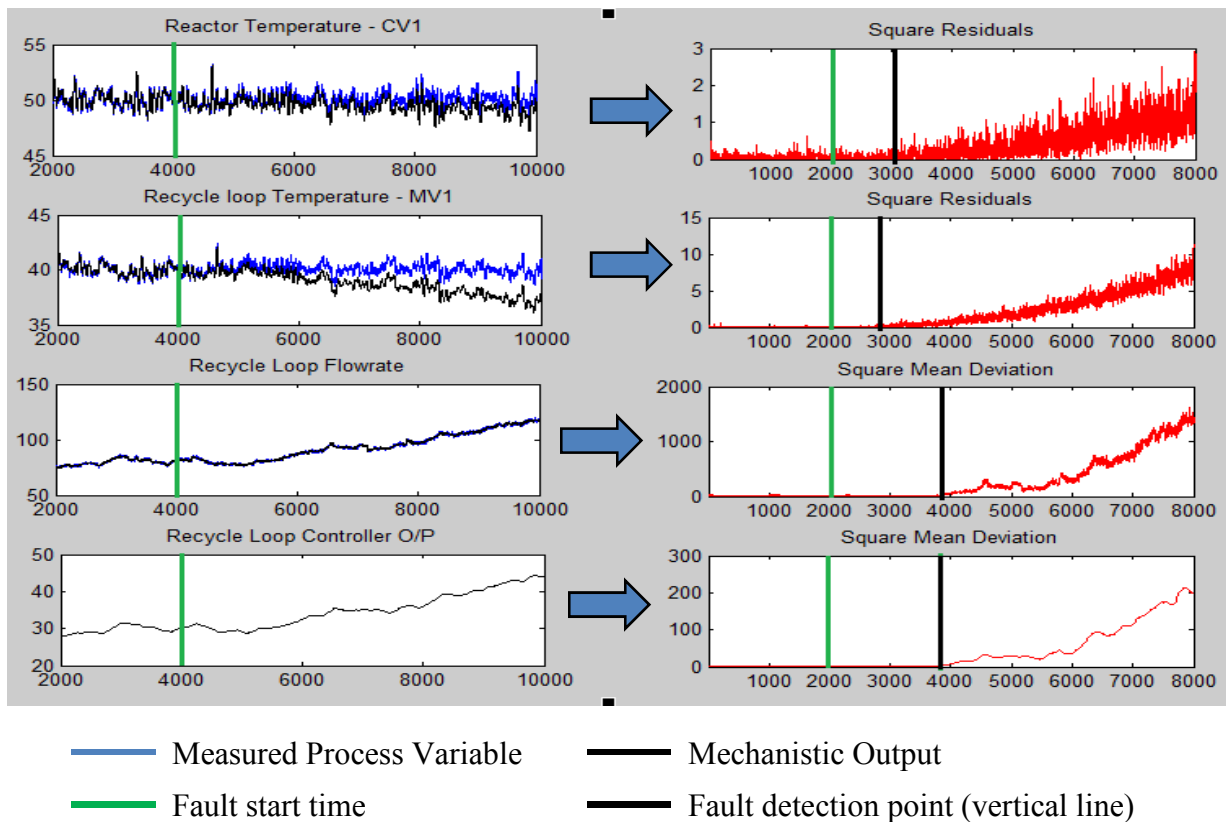 Reactor Temperature - CV1
55
50
45
2000 4000 6000 8000 10000
Square Residuals
3
2
1
0
1000 2000 3000 4000 5000 6000 7000 8000
Recycle loop Temperature - MV1
45
40
35
2000 4000 6000 8000 10000
Square Residuals
15
10
5
0
1000 2000 3000 4000 5000 6000 7000 8000
Recycle Loop Flowrate
150
100
50
2000 4000 6000 8000 10000
Square Mean Deviation
2000
1000
0
1000 2000 3000 4000 5000 6000 7000 8000
Recycle Loop Controller O/P
50
40
30
20
2000 4000 6000 8000 10000
Square Mean Deviation
300
200
100
0
1000 2000 3000 4000 5000 6000 7000 8000
Measured Process Variable
Mechanistic Output
Fault start time
Fault detection point (vertical line)